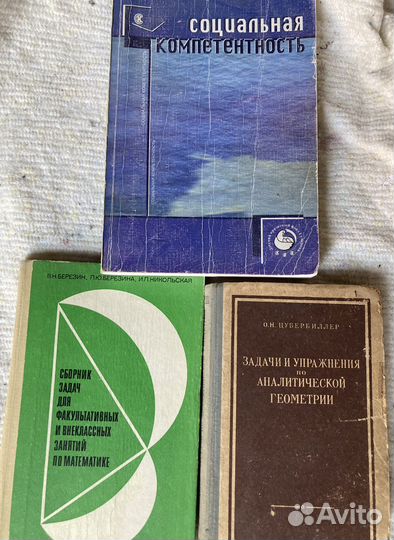 социальная
компетентность
В.Н. БЕРЕЗИН, Л.Ю. БЕРЕЗИНА, И.Л. НИКОЛЬСКАЯ
СБОРНИК
ЗАДАЧ
ДЛЯ
ФАКУЛЬТАТИВНЫХ
И ВНЕКЛАССНЫХ
ЗАНЯТИЙ
ПО МАТЕМАТИКЕ
О.Н. ЦУБЕРБИЛЛЕР
ЗАДАЧИ И УПРАЖНЕНИЯ
ПО
АНАЛИТИЧЕСКОЙ
ГЕОМЕТРИИ
Avito